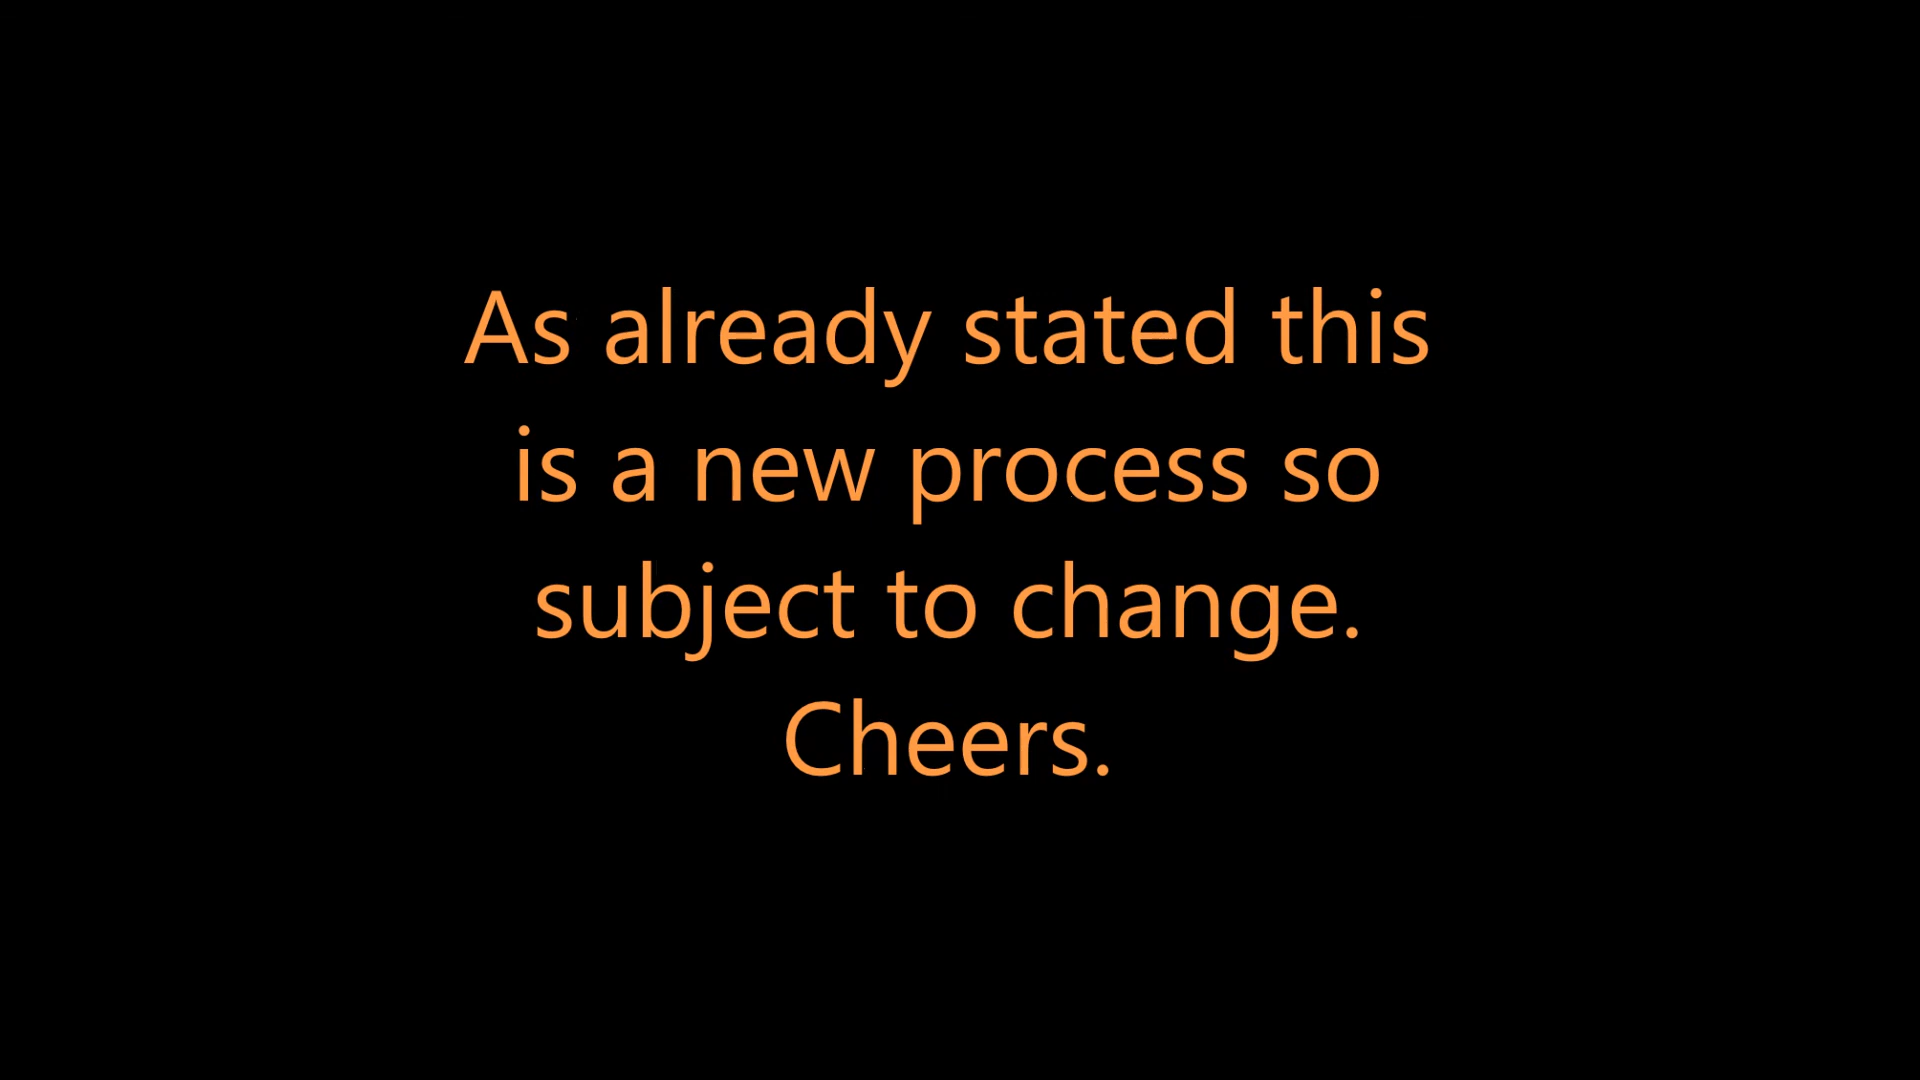 As already stated this
is a new process so
subject to change.
Cheers.